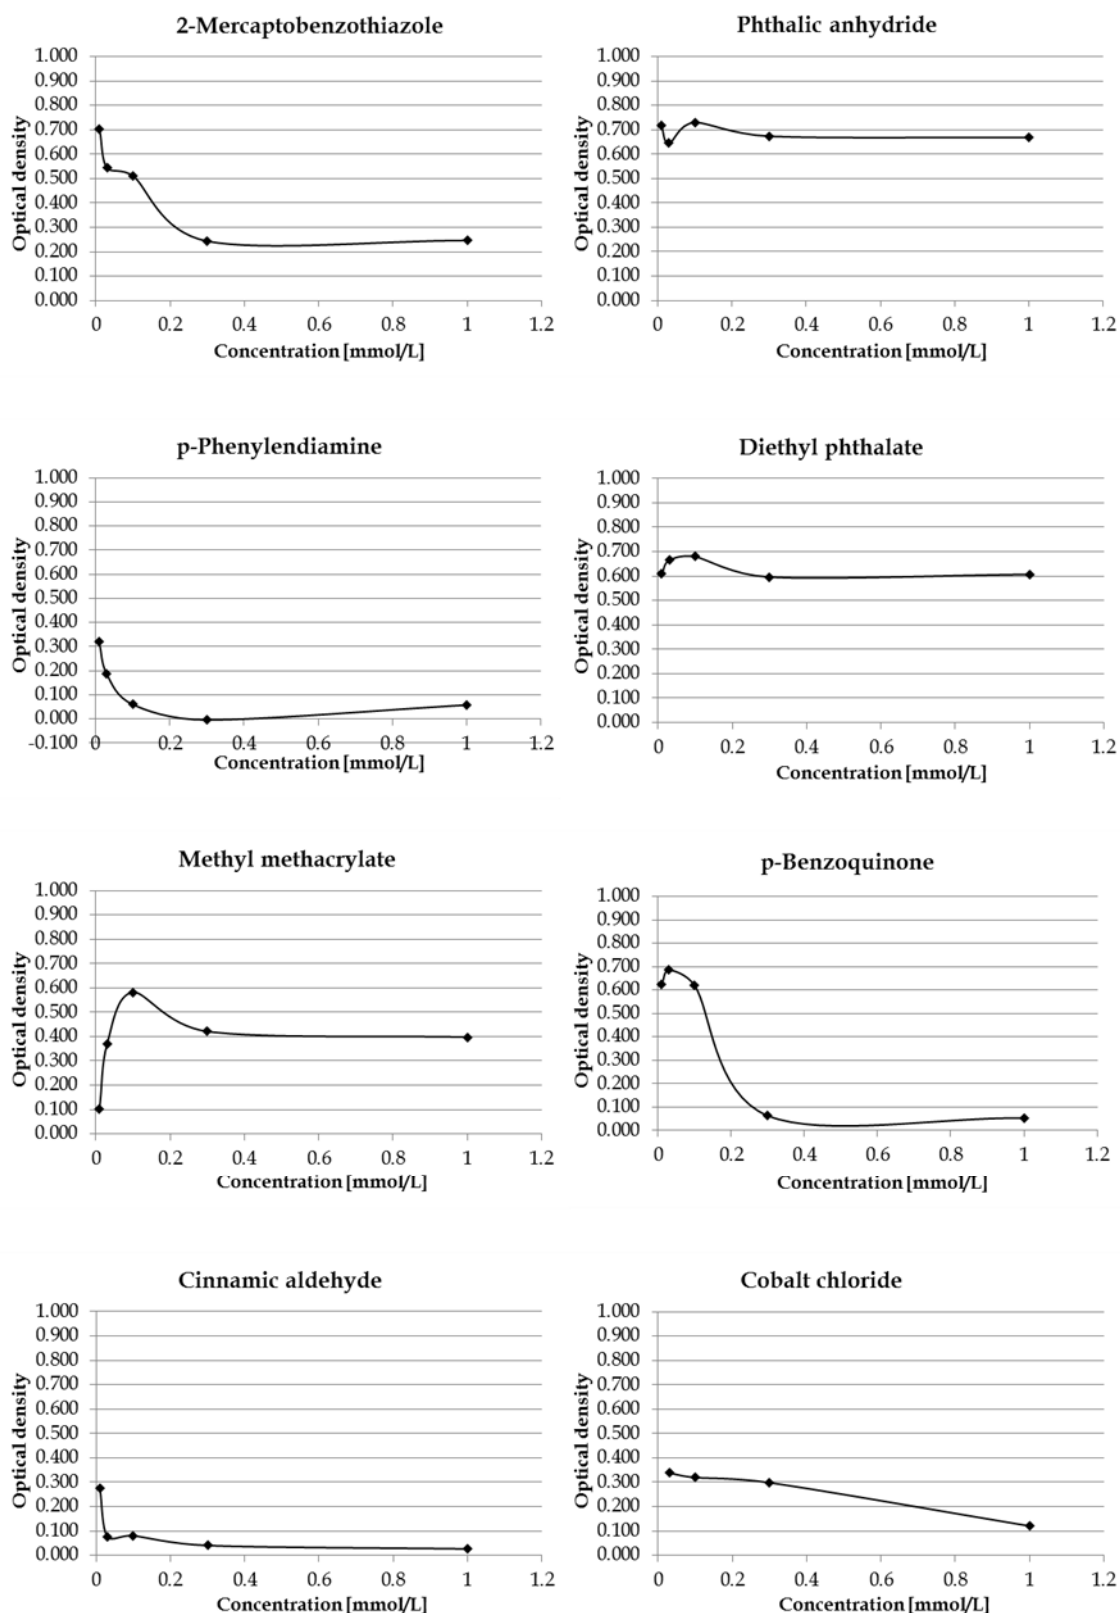 2-Mercaptobenzothiazole
1.000
0.900
0.800
0.700
0.600
0.500
0.400
0.300
0.200
0.100
0.000
Optical density
0 0.2 0.4 0.6 0.8 1 1.2
Concentration [mmol/L]
Phthalic anhydride
1.000
0.900
0.800
0.700
0.600
0.500
0.400
0.300
0.200
0.100
0.000
Optical density
0 0.2 0.4 0.6 0.8 1 1.2
Concentration [mmol/L]
p-Phenylendiamine
1.000
0.900
0.800
0.700
0.600
0.500
0.400
0.300
0.200
0.100
0.000
-0.100
Optical density
0 0.2 0.4 0.6 0.8 1 1.2
Concentration [mmol/L]
Diethyl phthalate
1.000
0.900
0.800
0.700
0.600
0.500
0.400
0.300
0.200
0.100
0.000
Optical density
0 0.2 0.4 0.6 0.8 1 1.2
Concentration [mmol/L]
Methyl methacrylate
1.000
0.900
0.800
0.700
0.600
0.500
0.400
0.300
0.200
0.100
0.000
Optical density
0 0.2 0.4 0.6 0.8 1 1.2
Concentration [mmol/L]
p-Benzoquinone
1.000
0.900
0.800
0.700
0.600
0.500
0.400
0.300
0.200
0.100
0.000
Optical density
0 0.2 0.4 0.6 0.8 1 1.2
Concentration [mmol/L]
Cinnamic aldehyde
1.000
0.900
0.800
0.700
0.600
0.500
0.400
0.300
0.200
0.100
0.000
Optical density
0 0.2 0.4 0.6 0.8 1 1.2
Concentration [mmol/L]
Cobalt chloride
1.000
0.900
0.800
0.700
0.600
0.500
0.400
0.300
0.200
0.100
0.000
Optical density
0 0.2 0.4 0.6 0.8 1 1.2
Concentration [mmol/L]